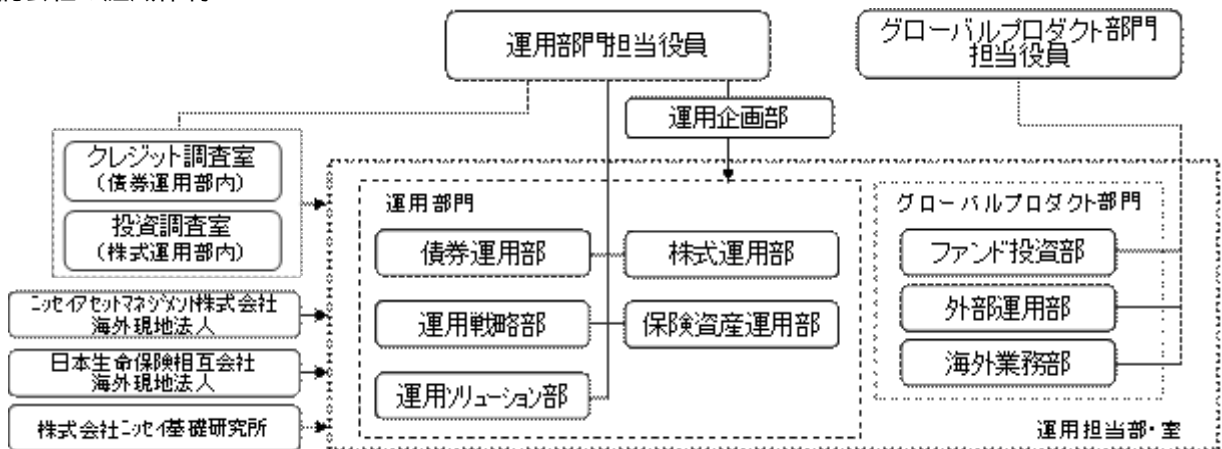 運用部門担当役員
グローバルプロダクト部門
担当役員
運用企画部
クレジット調査室
(債券運用部内)
投資調査室
(株式運用部内)
運用部門
グローバルプロダクト部門
債券運用部
株式運用部
ファンド投資部
ニッセイアセットマネジメント株式会社
海外現地法人
運用戦略部
保険資産運用部
外部運用部
日本生命保険相互会社
海外現地法人
海外業務部
運用ソリューション部
株式会社ニッセイ基礎研究所
運用担当部・室